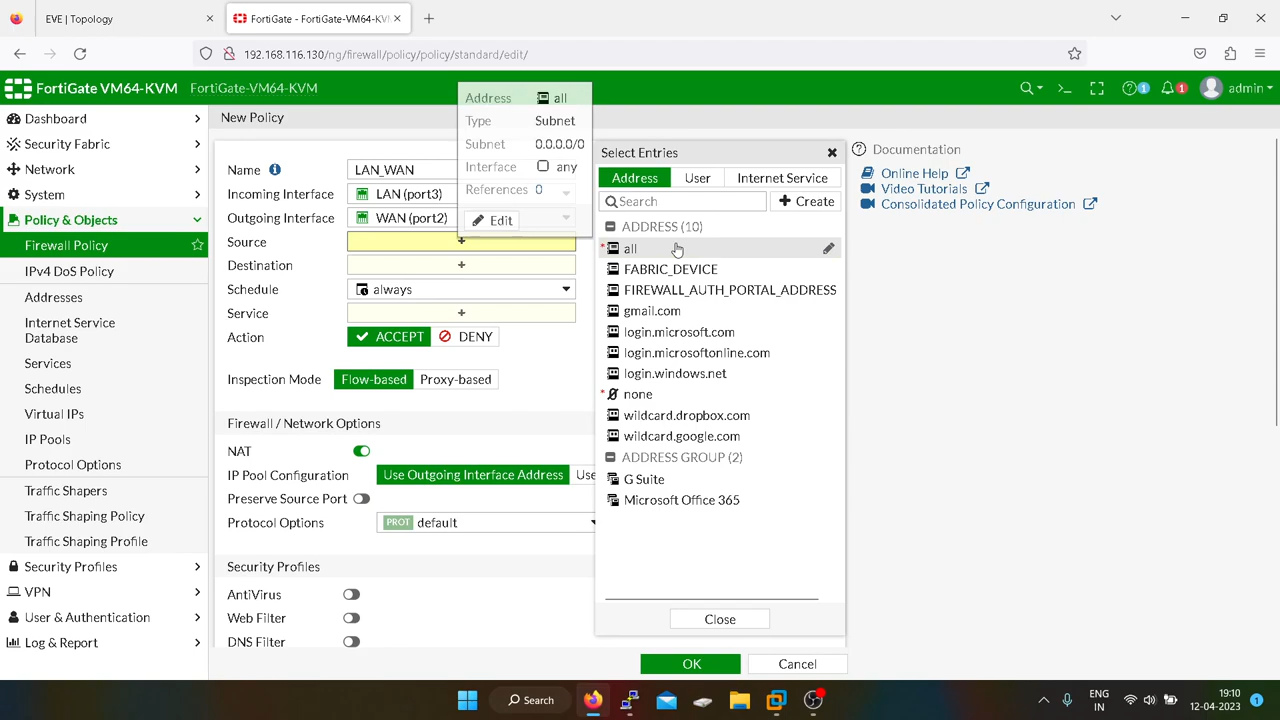 EVE | Topology
FortiGate - FortiGate-VM64-KVM
192.168.116.130/ng/firewall/policy/policy/standard/edit/
FortiGate VM64-KVM
FortiGate-VM64-KVM
1
1
admin
Dashboard
Security Fabric
Network
System
Policy & Objects
Firewall Policy
IPv4 DoS Policy
Addresses
Internet Service
Database
Services
Schedules
Virtual IPs
IP Pools
Protocol Options
Traffic Shapers
Traffic Shaping Policy
Traffic Shaping Profile
Security Profiles
VPN
User & Authentication
Log & Report
New Policy
Name LAN_WAN
Incoming Interface LAN (port3)
Outgoing Interface WAN (port2)
Source +
Destination +
Schedule always
Service +
Action ACCEPT DENY
Inspection Mode Flow-based Proxy-based
Firewall / Network Options
NAT
IP Pool Configuration Use Outgoing Interface Address Use
Preserve Source Port
Protocol Options PROT default
Security Profiles
AntiVirus
Web Filter
DNS Filter
Address all
Type Subnet
Subnet 0.0.0.0/0
Interface any
References 0
Edit
Select Entries
Address User Internet Service
Search + Create
ADDRESS (10)
all
FABRIC_DEVICE
FIREWALL_AUTH_PORTAL_ADDRESS
gmail.com
login.microsoft.com
login.microsoftonline.com
login.windows.net
none
wildcard.dropbox.com
wildcard.google.com
ADDRESS GROUP (2)
G Suite
Microsoft Office 365
Close
OK Cancel
Documentation
Online Help
Video Tutorials
Consolidated Policy Configuration
Search
ENG
IN
19:10
12-04-2023
1